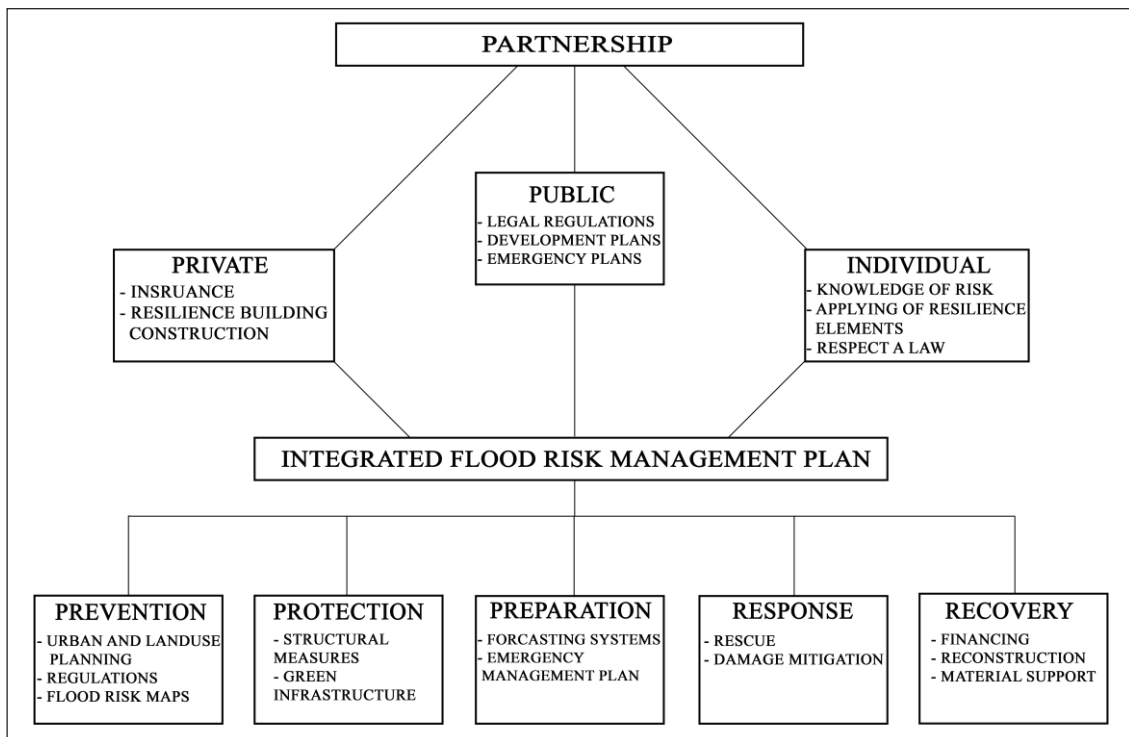 PARTNERSHIP
PUBLIC
- LEGAL REGULATIONS
- DEVELOPMENT PLANS
- EMERGENCY PLANS
PRIVATE
- INSRUANCE
- RESILIENCE BUILDING
CONSTRUCTION
INDIVIDUAL
- KNOWLEDGE OF RISK
- APPLYING OF RESILIENCE
ELEMENTS
- RESPECT A LAW
INTEGRATED FLOOD RISK MANAGEMENT PLAN
PREVENTION
- URBAN AND LANDUSE
PLANNING
- REGULATIONS
- FLOOD RISK MAPS
PROTECTION
- STRUCTURAL
MEASURES
- GREEN
INFRASTRUCTURE
PREPARATION
- FORCASTING SYSTEMS
- EMERGENCY
MANAGEMENT PLAN
RESPONSE
- RESCUE
- DAMAGE MITIGATION
RECOVERY
- FINANCING
- RECONSTRUCTION
- MATERIAL SUPPORT